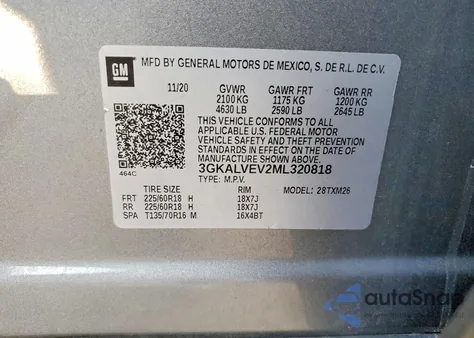 GM
MFD BY GENERAL MOTORS DE MEXICO, S. DE R.L. DE C.V.
11/20 GVWR GAWR FRT GAWR RR
2100 KG 1175 KG 1200 KG
4630 LB 2590 LB 2645 LB
THIS VEHICLE CONFORMS TO ALL
APPLICABLE U.S. FEDERAL MOTOR
VEHICLE SAFETY AND THEFT PREVENTION
STANDARDS IN EFFECT ON THE DATE OF
MANUFACTURE SHOWN ABOVE.
3GKALVEV2ML320818
464C TYPE: M.P.V. MODEL: 28TXM26
TIRE SIZE RIM
FRT 225/60R18 H 18X7J
RR 225/60R18 H 18X7J
SPA T135/70R16 M 16X4BT
autoSnap